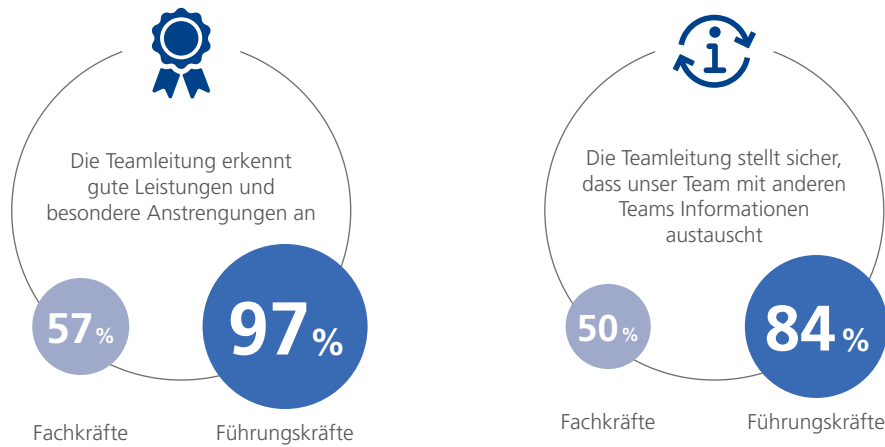 Die Teamleitung erkennt
gute Leistungen und
besondere Anstrengungen an
57 %
97 %
Fachkräfte
Führungskräfte
i
Die Teamleitung stellt sicher,
dass unser Team mit anderen
Teams Informationen
austauscht
50 %
84 %
Fachkräfte
Führungskräfte